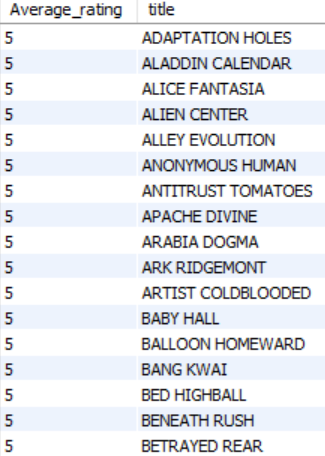 Average_rating title
5 ADAPTATION HOLES
5 ALADDIN CALENDAR
5 ALICE FANTASIA
5 ALIEN CENTER
5 ALLEY EVOLUTION
5 ANONYMOUS HUMAN
5 ANTITRUST TOMATOES
5 APACHE DIVINE
5 ARABIA DOGMA
5 ARK RIDGEMONT
5 ARTIST COLDBLOODED
5 BABY HALL
5 BALLOON HOMEWARD
5 BANG KWAI
5 BED HIGHBALL
5 BENEATH RUSH
5 BETRAYED REAR